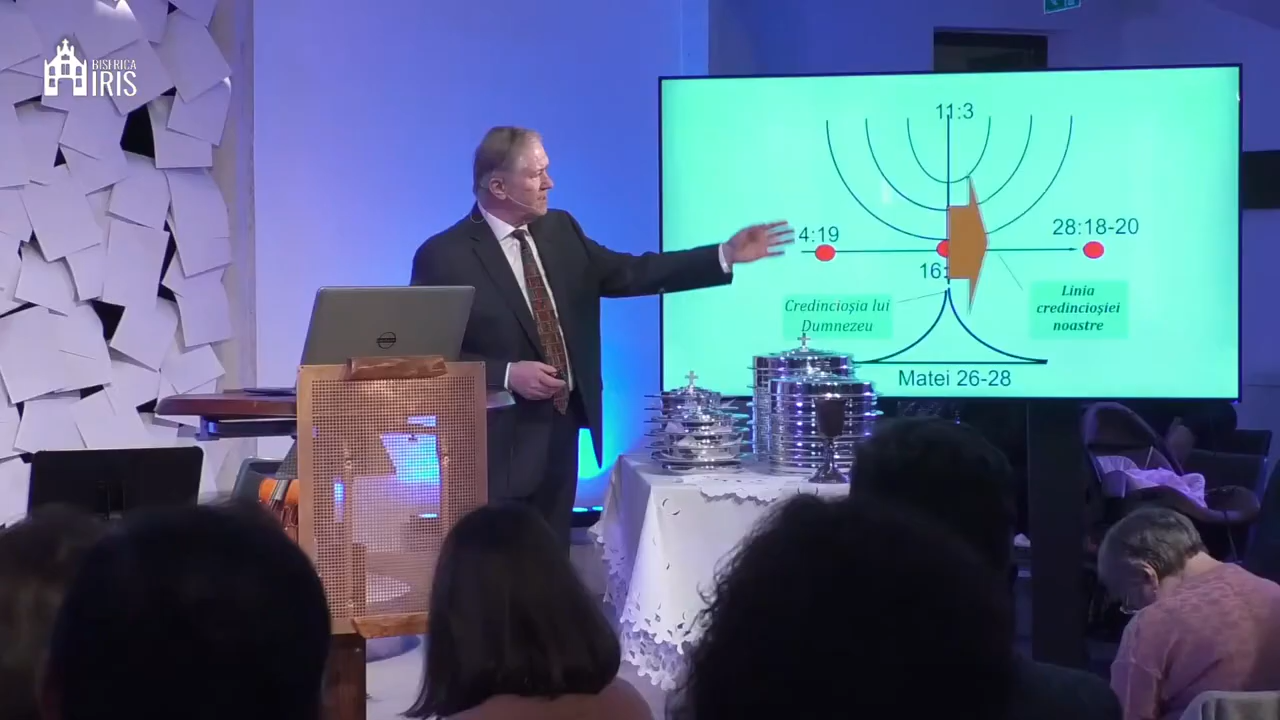 BISERICA
IRIS
11:3
4:19
28:18-20
16:
Credincioșia lui
Dumnezeu
Linia
credincioșiei
noastre
Matei 26-28